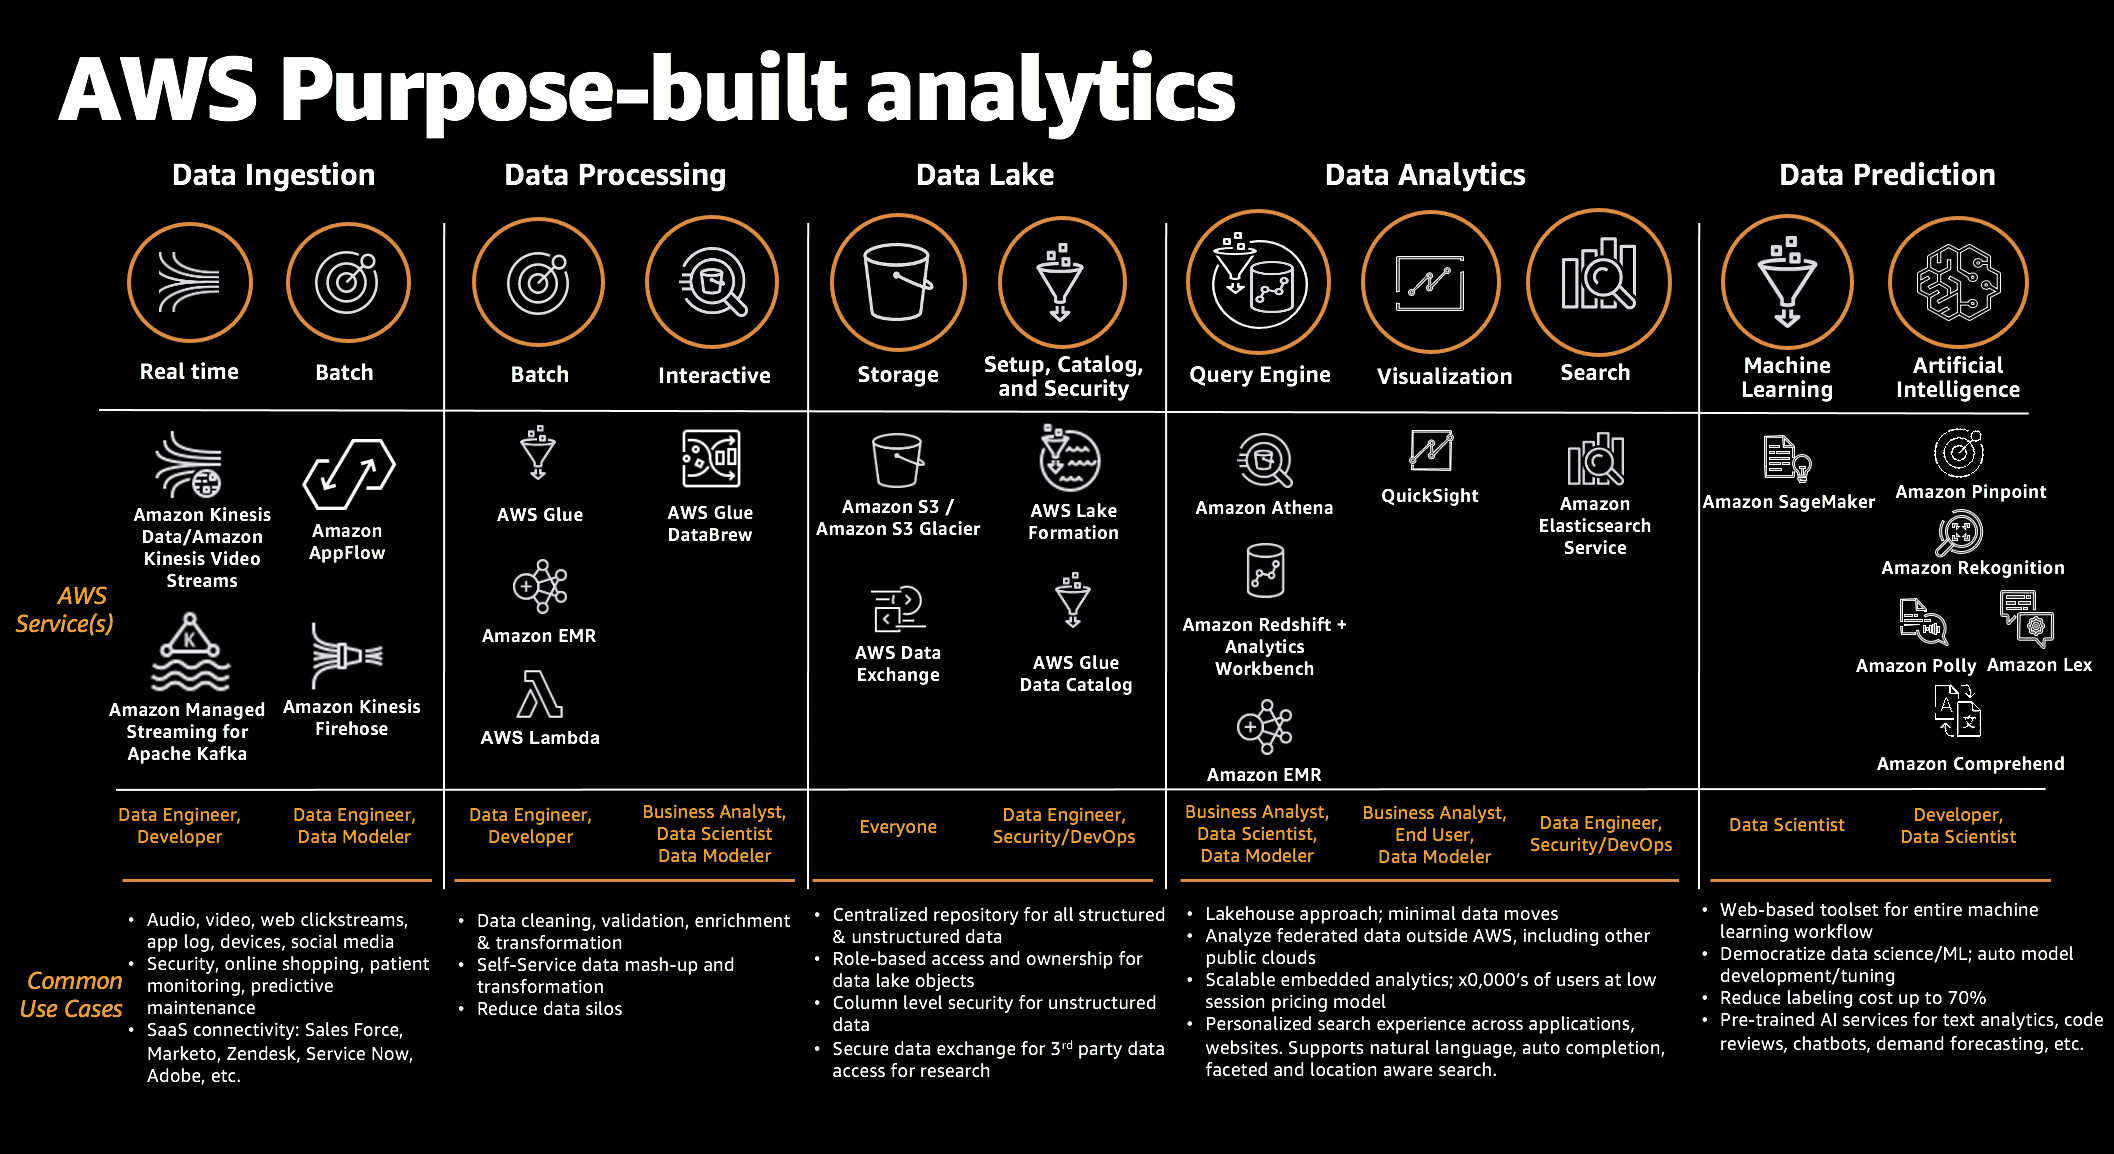 AWS Purpose-built analytics
Data Ingestion
Data Processing
Data Lake
Data Analytics
Data Prediction
Real time
Batch
Batch
Interactive
Storage
Setup, Catalog,
and Security
Query Engine
Visualization
Search
Machine
Learning
Artificial
Intelligence
AWS
Service(s)
Amazon Kinesis
Data/Amazon
Kinesis Video
Streams
K
Amazon Managed
Streaming for
Apache Kafka
Amazon
AppFlow
Amazon Kinesis
Firehose
AWS Glue
Amazon EMR
AWS Lambda
AWS Glue
DataBrew
Amazon S3 /
Amazon S3 Glacier
AWS Data
Exchange
AWS Lake
Formation
AWS Glue
Data Catalog
Amazon Athena
Amazon Redshift +
Analytics
Workbench
Amazon EMR
QuickSight
Amazon
Elasticsearch
Service
Amazon SageMaker
Amazon Pinpoint
Amazon Rekognition
Amazon Polly
Amazon Lex
A
文
Amazon Comprehend
Data Engineer,
Developer
Data Engineer,
Data Modeler
Data Engineer,
Developer
Business Analyst,
Data Scientist
Data Modeler
Everyone
Data Engineer,
Security/DevOps
Business Analyst,
Data Scientist,
Data Modeler
Business Analyst,
End User,
Data Modeler
Data Engineer,
Security/DevOps
Data Scientist
Developer,
Data Scientist
Common
Use Cases
• Audio, video, web clickstreams,
app log, devices, social media
• Security, online shopping, patient
monitoring, predictive
maintenance
• SaaS connectivity: Sales Force,
Marketo, Zendesk, Service Now,
Adobe, etc.
• Data cleaning, validation, enrichment
& transformation
• Self-Service data mash-up and
transformation
• Reduce data silos
• Centralized repository for all structured
& unstructured data
• Role-based access and ownership for
data lake objects
• Column level security for unstructured
data
• Secure data exchange for 3rd party data
access for research
• Lakehouse approach; minimal data moves
• Analyze federated data outside AWS, including other
public clouds
• Scalable embedded analytics; x0,000's of users at low
session pricing model
• Personalized search experience across applications,
websites. Supports natural language, auto completion,
faceted and location aware search.
• Web-based toolset for entire machine
learning workflow
• Democratize data science/ML; auto model
development/tuning
• Reduce labeling cost up to 70%
• Pre-trained AI services for text analytics, code
reviews, chatbots, demand forecasting, etc.